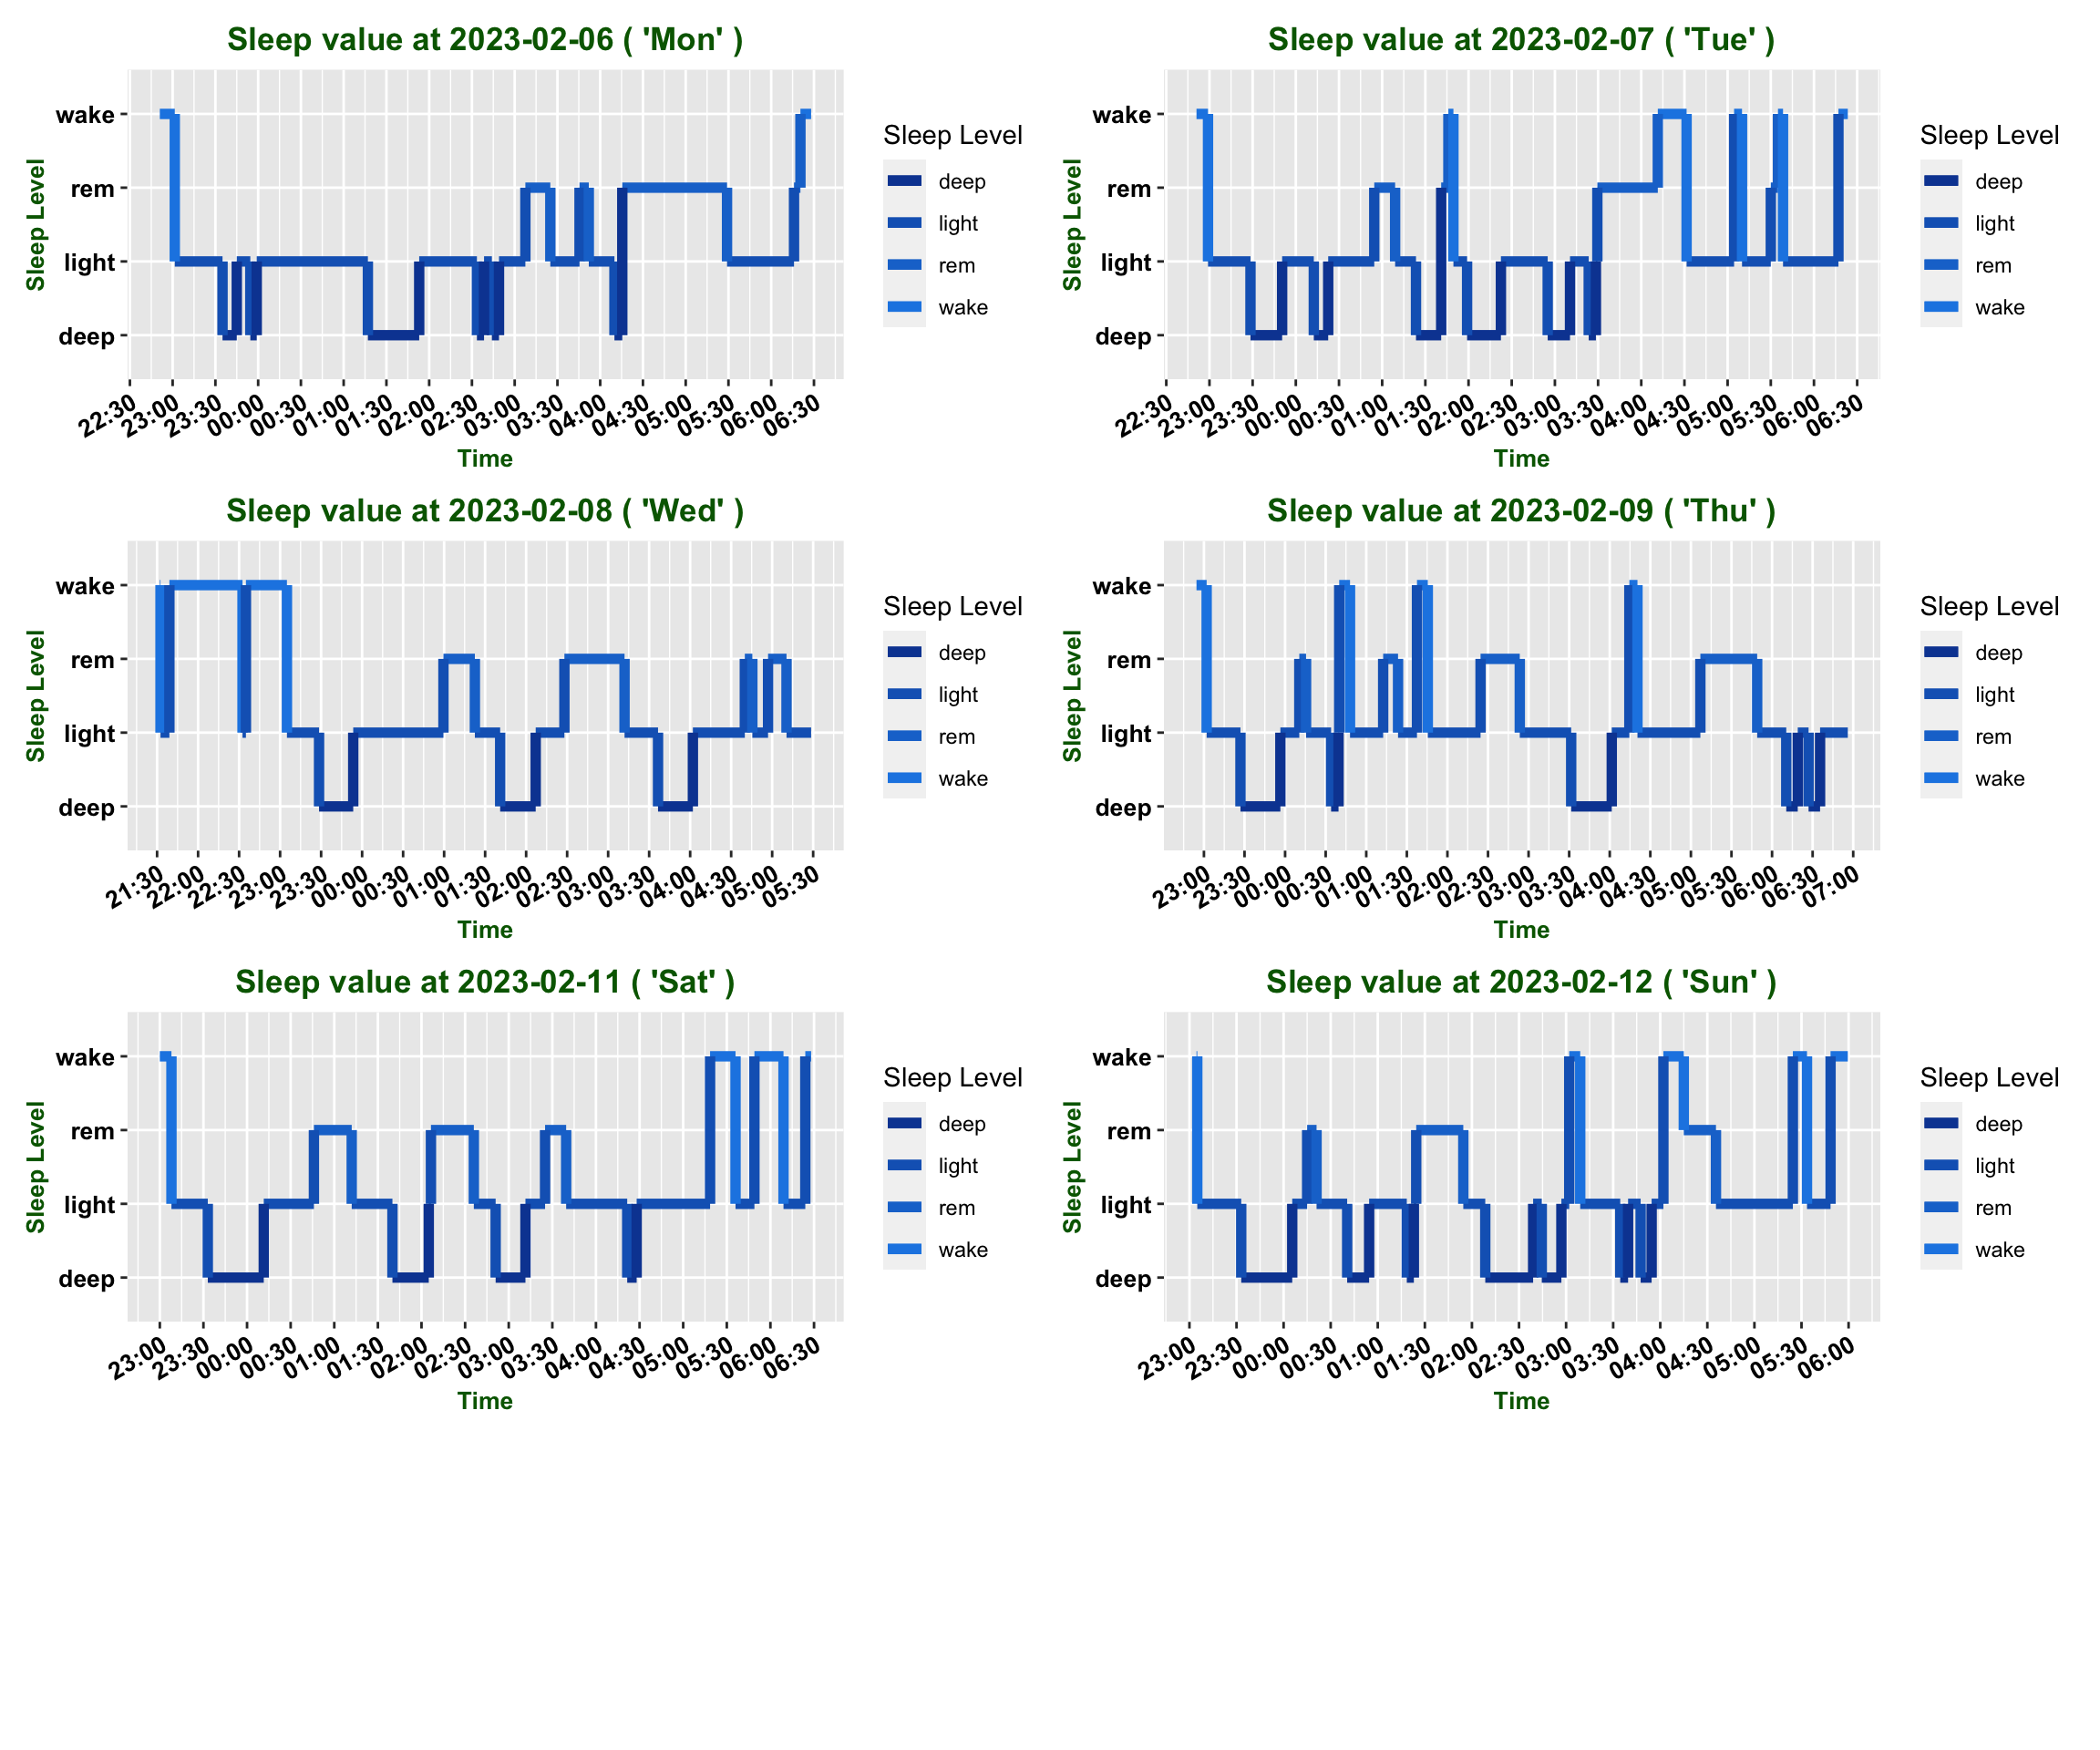 Sleep value at 2023-02-06 ( 'Mon' )
Sleep Level
wake
rem
light
deep
22:30 23:00 23:30 00:00 00:30 01:00 01:30 02:00 02:30 03:00 03:30 04:00 04:30 05:00 05:30 06:00 06:30
Time
Sleep Level
deep
light
rem
wake
Sleep value at 2023-02-07 ( 'Tue' )
Sleep Level
wake
rem
light
deep
22:30 23:00 23:30 00:00 00:30 01:00 01:30 02:00 02:30 03:00 03:30 04:00 04:30 05:00 05:30 06:00 06:30
Time
Sleep Level
deep
light
rem
wake
Sleep value at 2023-02-08 ( 'Wed' )
Sleep Level
wake
rem
light
deep
21:30 22:00 22:30 23:00 23:30 00:00 00:30 01:00 01:30 02:00 02:30 03:00 03:30 04:00 04:30 05:00 05:30
Time
Sleep Level
deep
light
rem
wake
Sleep value at 2023-02-09 ( 'Thu' )
Sleep Level
wake
rem
light
deep
23:00 23:30 00:00 00:30 01:00 01:30 02:00 02:30 03:00 03:30 04:00 04:30 05:00 05:30 06:00 06:30 07:00
Time
Sleep Level
deep
light
rem
wake
Sleep value at 2023-02-11 ( 'Sat' )
Sleep Level
wake
rem
light
deep
23:00 23:30 00:00 00:30 01:00 01:30 02:00 02:30 03:00 03:30 04:00 04:30 05:00 05:30 06:00 06:30
Time
Sleep Level
deep
light
rem
wake
Sleep value at 2023-02-12 ( 'Sun' )
Sleep Level
wake
rem
light
deep
23:00 23:30 00:00 00:30 01:00 01:30 02:00 02:30 03:00 03:30 04:00 04:30 05:00 05:30 06:00
Time
Sleep Level
deep
light
rem
wake